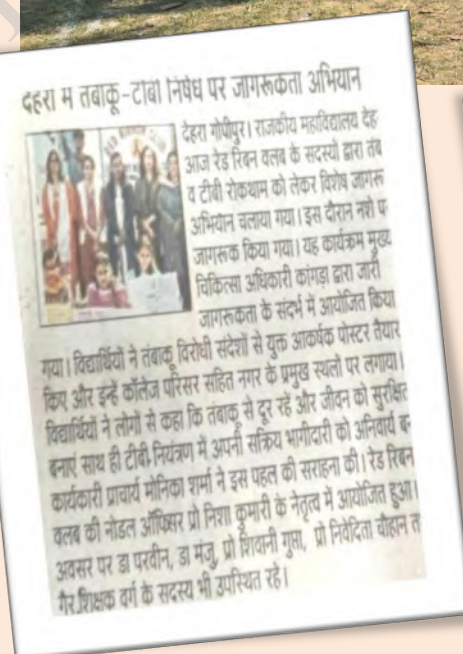 देहरा में तंबाकू-टीबी निषेध पर जागरूकता अभियान
देहरा गोपीपुर। राजकीय महाविद्यालय देह
आज रेड रिबन क्लब के सदस्यों द्वारा तंब
व टीबी रोकथाम को लेकर विशेष जागरू
अभियान चलाया गया। इस दौरान नशे प
जागरूक किया गया। यह कार्यक्रम मुख्य
चिकित्सा अधिकारी कांगड़ा द्वारा जारी
जागरूकता के संदर्भ में आयोजित किया
गया। विद्यार्थियों ने तंबाकू विरोधी संदेशों से युक्त आकर्षक पोस्टर तैयार
किए और इन्हें कॉलेज परिसर सहित नगर के प्रमुख स्थलों पर लगाया।
विद्यार्थियों ने लोगों से कहा कि तंबाकू से दूर रहें और जीवन को सुरक्षित
बनाएं साथ ही टीबी.नियंत्रण में अपनी सक्रिय भागीदारी को अनिवार्य बन
कार्यकारी प्राचार्य मोनिका शर्मा ने इस पहल की सराहना की। रेड रिबन
क्लब की नोडल ऑफिसर प्रो निशा कुमारी के नेतृत्व में आयोजित हुआ।
अवसर पर डा परवीन, डा मंजु, प्रो शिवानी गुप्ता, प्रो निवेदिता चौहान त
गैर.शिक्षक वर्ग के सदस्य भी उपस्थित रहे।